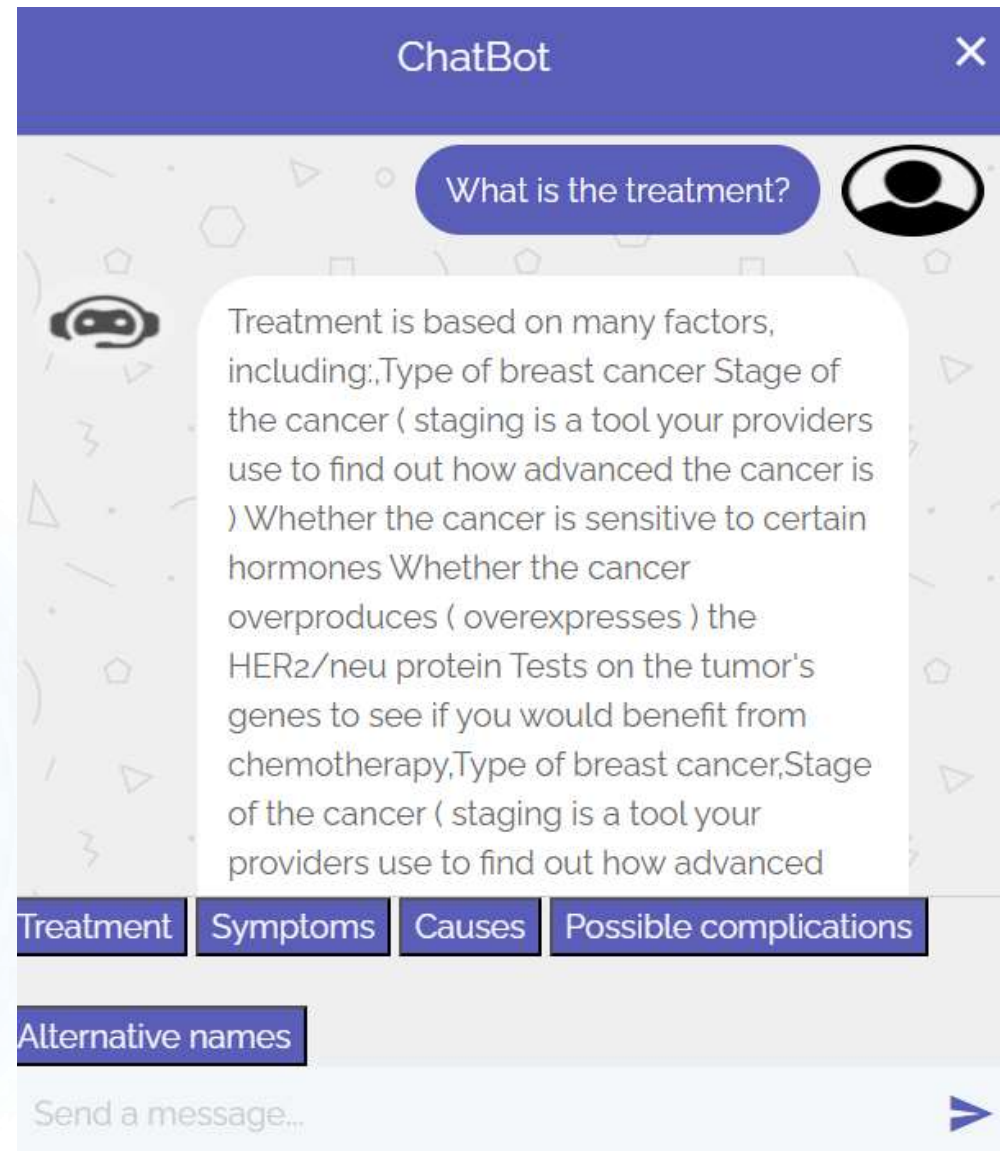 ChatBot
What is the treatment?
Treatment is based on many factors,
including:,Type of breast cancer Stage of
the cancer ( staging is a tool your providers
use to find out how advanced the cancer is
) Whether the cancer is sensitive to certain
hormones Whether the cancer
overproduces ( overexpresses ) the
HER2/neu protein Tests on the tumor's
genes to see if you would benefit from
chemotherapy,Type of breast cancer,Stage
of the cancer ( staging is a tool your
providers use to find out how advanced
Treatment Symptoms Causes Possible complications
Alternative names
Send a message...